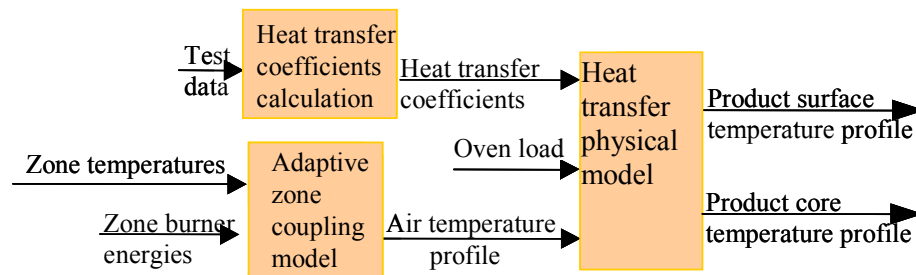 Test
data
Heat transfer
coefficients
calculation
Heat transfer
coefficients
Zone temperatures
Zone burner
energies
Adaptive
zone
coupling
model
Air temperature
profile
Oven load
Heat
transfer
physical
model
Product surface
temperature profile
Product core
temperature profile